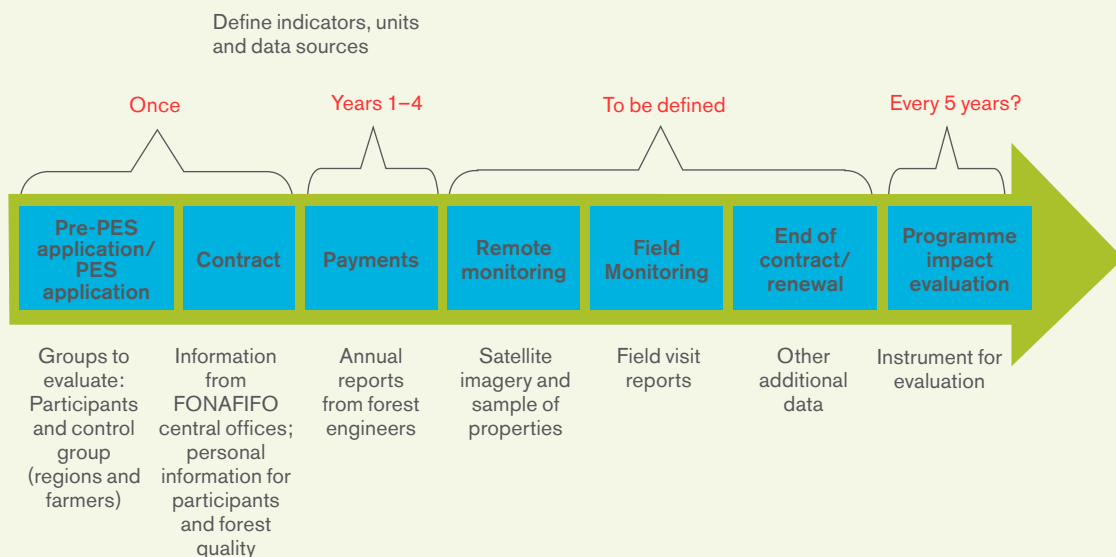 Define indicators, units
and data sources
Once
Years 1–4
To be defined
Every 5 years?
Pre-PES
application/
PES
application
Contract
Payments
Remote
monitoring
Field
Monitoring
End of
contract/
renewal
Programme
impact
evaluation
Groups to
evaluate:
Participants
and control
group
(regions and
farmers)
Information
from
FONAFIFO
central offices;
personal
information for
participants
and forest
quality
Annual
reports
from forest
engineers
Satellite
imagery and
sample of
properties
Field visit
reports
Other
additional
data
Instrument for
evaluation